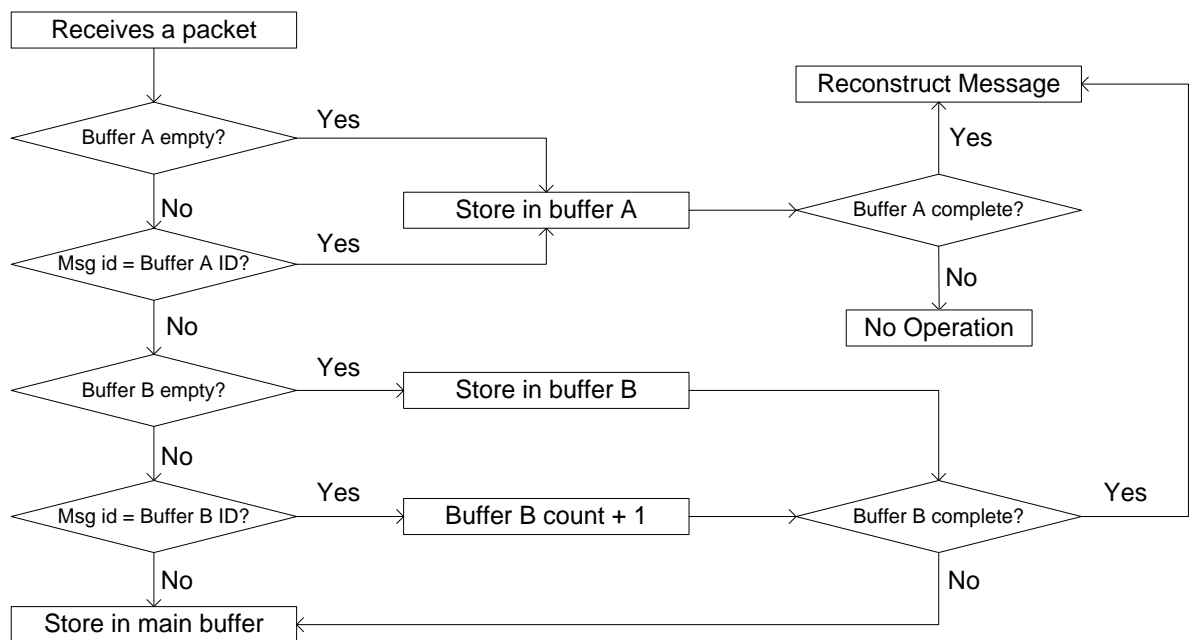 Receives a packet
Reconstruct Message
Buffer A empty?
Yes
Yes
No
Store in buffer A
Buffer A complete?
Msg id = Buffer A ID?
Yes
No
No
No Operation
Buffer B empty?
Yes
Store in buffer B
No
Msg id = Buffer B ID?
Yes
Buffer B count + 1
Buffer B complete?
Yes
No
No
Store in main buffer